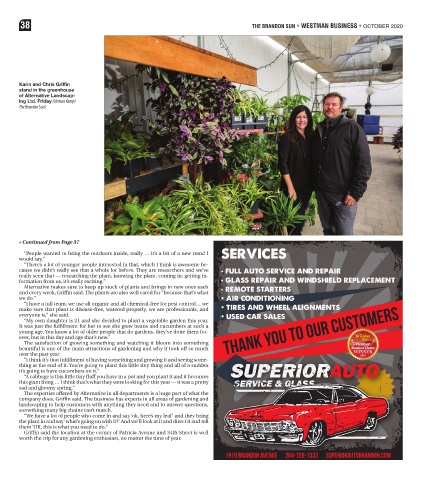 38
THE BRANDON SUN • WESTMAN BUSINESS • OCTOBER 2020
Karin and Chris Griffin
stand in the greenhouse
of Alternative Landscap-
ing Ltd. Friday.
The Brandon Sun)
» Continued from Page 37
"People wanted to bring the outdoors inside, really … it's a bit of a new trend I
would say."
"There's a lot of younger people interested in that, which I think is awesome be-
cause we didn't really see that a whole lot before. They are researchers and we're
really seen that — researching the plant, knowing the plant, coming in, getting in-
formation from us, it's really exciting."
Alternative makes sure to keep up stock of plants and brings in new ones each
and every week, Griffin said. The plants are also well cared for "because that's what
we do."
"I have a full team, we use all organic and all chemical-free for pest control… we
make sure that plant is disease-free, watered properly, we are professionals, and
everyone is," she said.
"My own daughter is 21 and she decided to plant a vegetable garden this year.
It was just the fulfillment for her to see she grew beans and cucumbers at such a
young age. You know a lot of older people that do gardens, they've done them for-
ever, but in this day and age that's new."
The satisfaction of growing something and watching it bloom into something
beautiful is one of the main attractions of gardening and why it took off so much
over the past year.
"I think it's that fulfillment of having something and growing it and seeing some-
thing at the end of it. You're going to plant this little tiny thing and all of a sudden
it's going to have cucumbers on it."
"A cabbage is this little tiny fluff you have in a pot and you plant it and it becomes
this giant thing … I think that's what they were looking for this year — it was a pretty
sad and gloomy spring."
The expertise offered by Alternative in all departments is a huge part of what the
company does, Griffin said. The business has experts in all areas of gardening and
landscaping to help customers with anything they need and to answer questions,
something many big chains can't match.
"We have a lot of people who come in and say 'ok, here's my leaf' and they bring
the plant in and say 'what's going on with it?' And we'll look at it and direct it and tell
them 'OK, this is what you need to do.'"
Griffin said the location at the corner of Patricia Avenue and 34th Street is well
worth the trip for any gardening enthusiast, no matter the time of year.
SERVICES
• FULL AUTO SERVICE AND REPAIR
• GLASS REPAIR AND WINDSHIELD REPLACEMENT
• REMOTE STARTERS
• AIR CONDITIONING
• TIRES AND WHEEL ALIGNMENTS
• USED CAR SALES
THANK YOU TO OUR CUSTOMERS
WINNER
SUPERIOR AUTO
SERVICE & GLASS
1919 BRANDON AVENUE 204-728-1333 SUPERIORAUTOBRANDON.COM